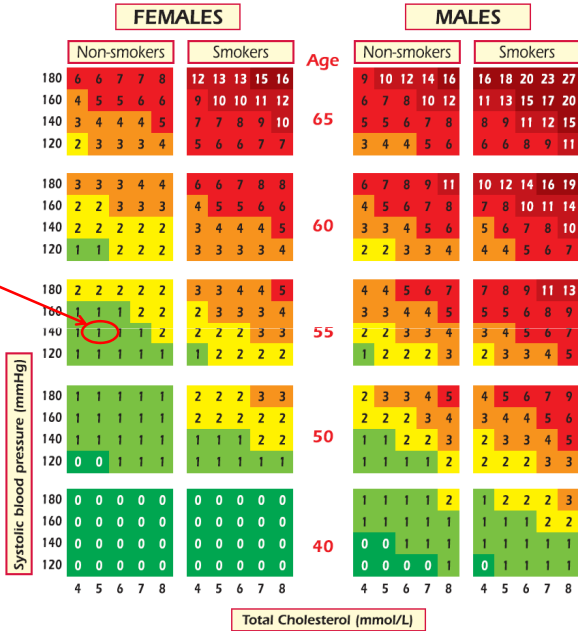 FEMALES MALES
Non-smokers Smokers Age Non-smokers Smokers
180 6 6 7 7 8 12 13 13 15 16 9 10 12 14 16 16 18 20 23 27
160 4 5 5 6 6 9 10 10 11 12 6 7 8 10 12 11 13 15 17 20
140 3 4 4 4 5 7 7 8 9 10 65 5 5 6 7 8 8 9 11 12 15
120 2 3 3 3 4 5 6 6 7 7 3 4 4 5 6 6 6 8 9 11
180 3 3 3 4 4 6 6 7 8 8 6 7 8 9 11 10 12 14 16 19
160 2 2 3 3 3 4 5 5 6 6 4 5 6 7 8 7 8 10 11 14
140 2 2 2 2 2 3 4 4 4 5 60 3 3 4 5 6 5 6 7 8 10
120 1 1 2 2 2 3 3 3 3 4 2 2 3 3 4 4 4 5 6 7
180 2 2 2 2 2 3 3 4 4 5 4 4 5 6 7 7 8 9 11 13
160 1 1 1 2 2 2 3 3 3 4 3 3 4 4 5 5 5 6 8 9
140 1 1 1 1 2 2 2 2 3 3 55 2 2 3 3 4 3 4 5 6 7
120 1 1 1 1 1 1 2 2 2 2 1 2 2 2 3 2 3 3 4 5
180 1 1 1 1 1 2 2 2 3 3 2 3 3 4 5 4 5 6 7 9
160 1 1 1 1 1 2 2 2 2 2 2 2 2 3 4 3 4 4 5 6
140 1 1 1 1 1 1 1 1 2 2 50 1 1 2 2 3 2 3 3 4 5
120 0 0 1 1 1 1 1 1 1 1 1 1 1 1 2 2 2 2 3 3
180 0 0 0 0 0 0 0 0 0 0 1 1 1 1 2 1 2 2 2 3
160 0 0 0 0 0 0 0 0 0 0 1 1 1 1 1 1 1 1 2 2
140 0 0 0 0 0 0 0 0 0 0 40 0 0 1 1 1 1 1 1 1 1
120 0 0 0 0 0 0 0 0 0 0 0 0 0 0 1 0 1 1 1 1
4 5 6 7 8 4 5 6 7 8 4 5 6 7 8 4 5 6 7 8
Systolic blood pressure (mmHg)
Total Cholesterol (mmol/L)